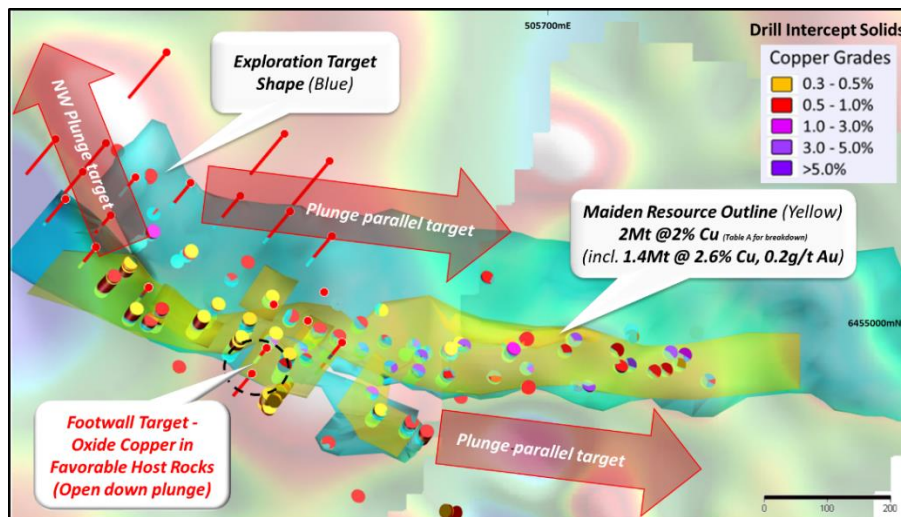 505700mE
Drill Intercept Solids
Copper Grades
0.3 - 0.5%
0.5 - 1.0%
1.0 - 3.0%
3.0 - 5.0%
>5.0%
Exploration Target
Shape (Blue)
NW Plunge target
Plunge parallel target
Maiden Resource Outline (Yellow)
2Mt @2% Cu (Table A for breakdown)
(incl. 1.4Mt @ 2.6% Cu, 0.2g/t Au)
6455000mN
Footwall Target -
Oxide Copper in
Favorable Host Rocks
(Open down plunge)
Plunge parallel target
0 100 200